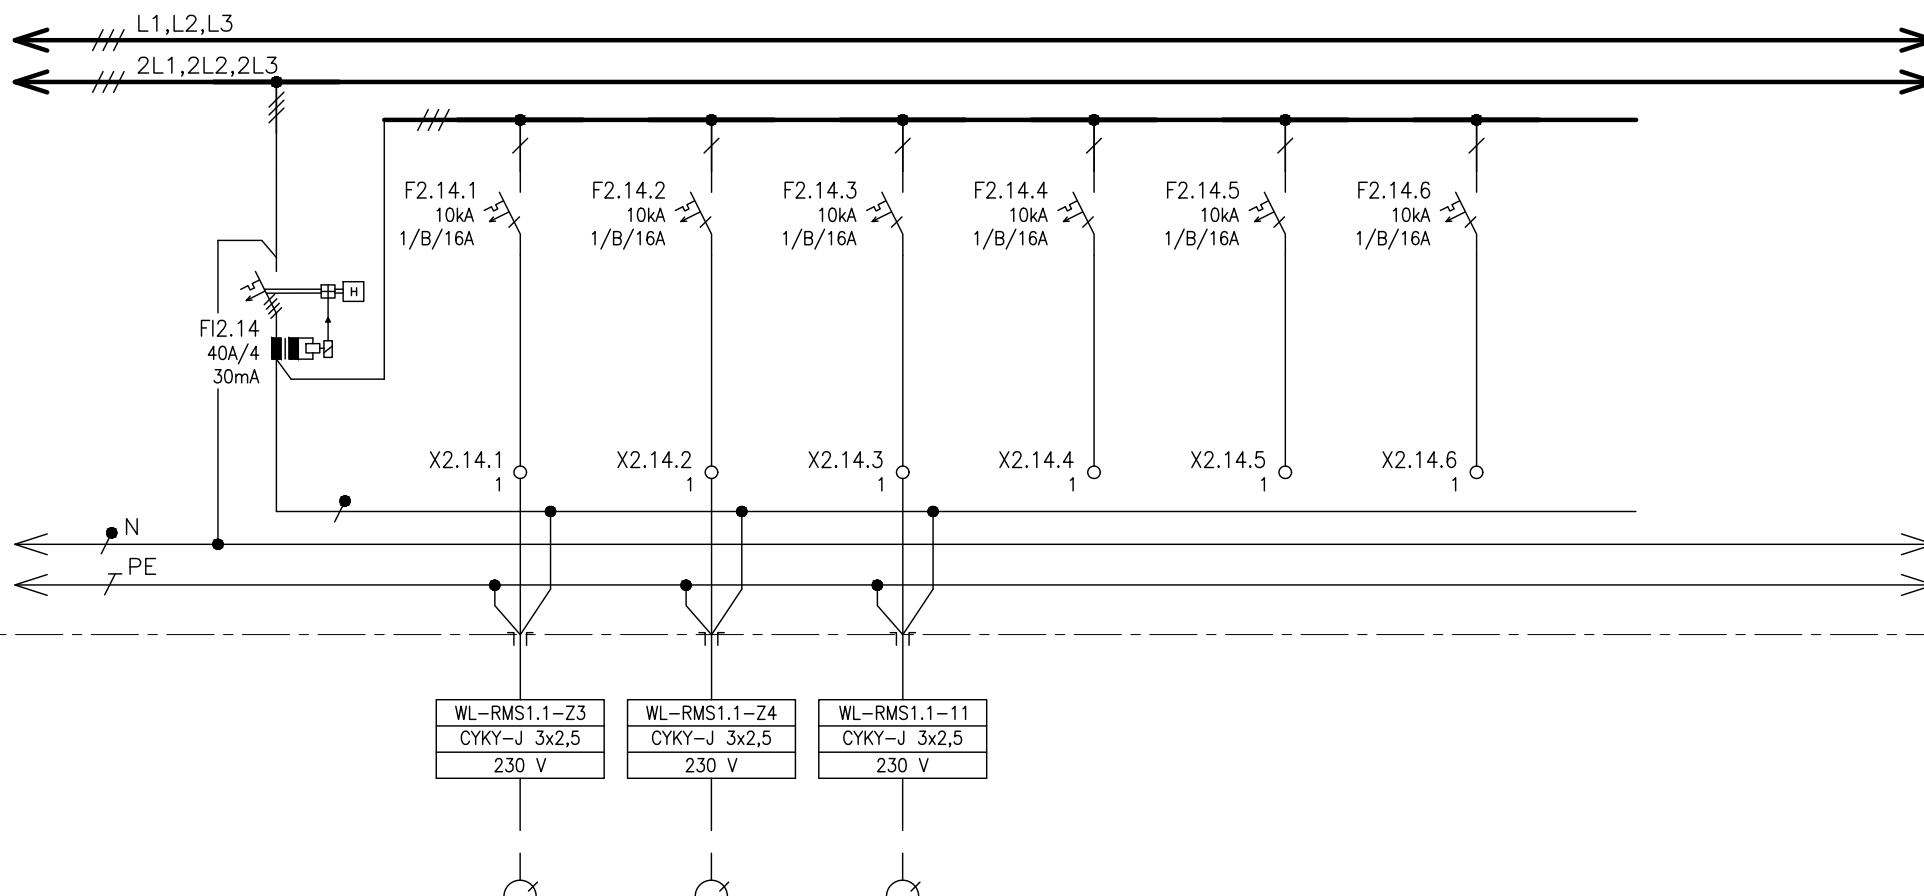 L1,L2,L3
2L1,2L2,2L3
F2.14.1
10kA
1/B/16A
F2.14.2
10kA
1/B/16A
F2.14.3
10kA
1/B/16A
F2.14.4
10kA
1/B/16A
F2.14.5
10kA
1/B/16A
F2.14.6
10kA
1/B/16A
H
FI2.14
40A/4
30mA
X2.14.1
1
X2.14.2
1
X2.14.3
1
X2.14.4
1
X2.14.5
1
X2.14.6
1
N
PE
WL-RMS1.1-Z3
CYKY-J 3x2,5
230 V
WL-RMS1.1-Z4
CYKY-J 3x2,5
230 V
WL-RMS1.1-11
CYKY-J 3x2,5
230 V